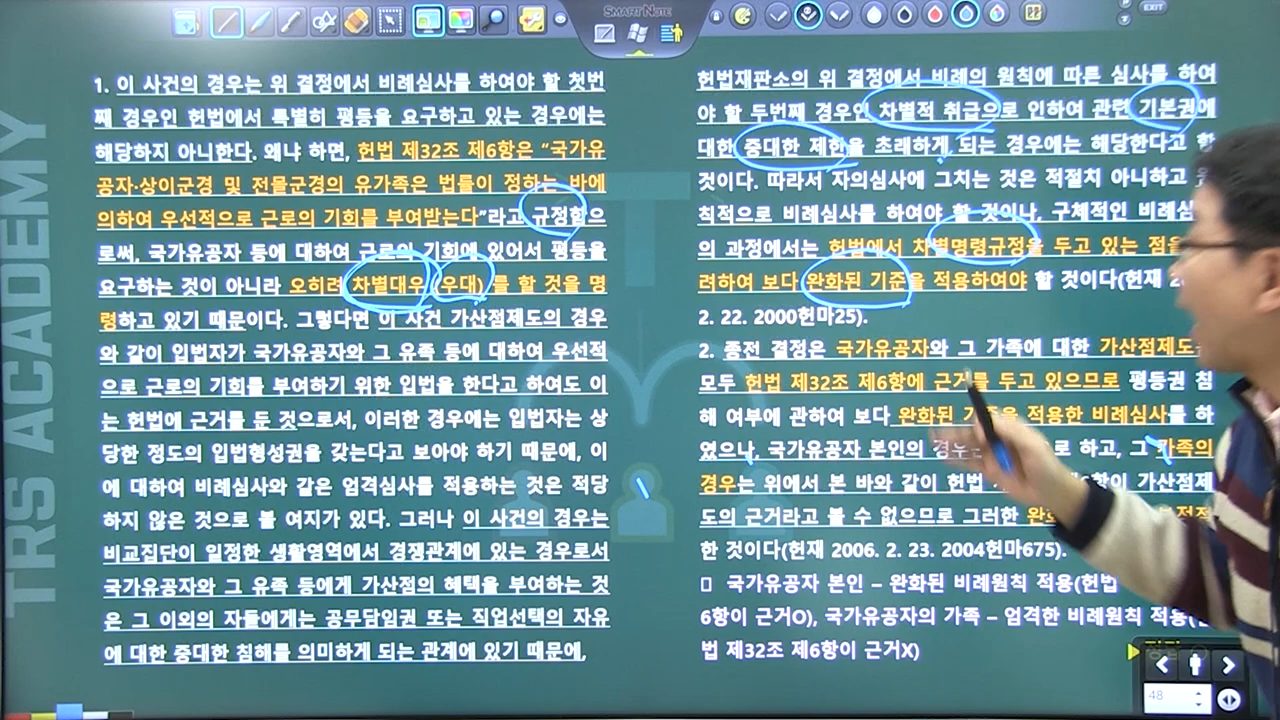 SMART NOTE
EXIT
TRS ACADEMY
1. 이 사건의 경우는 위 결정에서 비례심사를 하여야 할 첫번
째 경우인 헌법에서 특별히 평등을 요구하고 있는 경우에는
해당하지 아니한다. 왜냐 하면, 헌법 제32조 제6항은 “국가유
공자·상이군경 및 전몰군경의 유가족은 법률이 정하는 바에
의하여 우선적으로 근로의 기회를 부여받는다”라고 규정함으
로써, 국가유공자 등에 대하여 근로의 기회에 있어서 평등을
요구하는 것이 아니라 오히려 차별대우(우대)를 할 것을 명
령하고 있기 때문이다. 그렇다면 이 사건 가산점제도의 경우
와 같이 입법자가 국가유공자와 그 유족 등에 대하여 우선적
으로 근로의 기회를 부여하기 위한 입법을 한다고 하여도 이
는 헌법에 근거를 둔 것으로서, 이러한 경우에는 입법자는 상
당한 정도의 입법형성권을 갖는다고 보아야 하기 때문에, 이
에 대하여 비례심사와 같은 엄격심사를 적용하는 것은 적당
하지 않은 것으로 볼 여지가 있다. 그러나 이 사건의 경우는
비교집단이 일정한 생활영역에서 경쟁관계에 있는 경우로서
국가유공자와 그 유족 등에게 가산점의 혜택을 부여하는 것
은 그 이외의 자들에게는 공무담임권 또는 직업선택의 자유
에 대한 중대한 침해를 의미하게 되는 관계에 있기 때문에,
헌법재판소의 위 결정에서 비례의 원칙에 따른 심사를 하여
야 할 두번째 경우인 차별적 취급으로 인하여 관련 기본권에
대한 중대한 제한을 초래하게 되는 경우에는 해당한다고 할
것이다. 따라서 자의심사에 그치는 것은 적절치 아니하고
칙적으로 비례심사를 하여야 할 것이나, 구체적인 비례심
의 과정에서는 헌법에서 차별명령규정을 두고 있는 점을
려하여 보다 완화된 기준을 적용하여야 할 것이다(헌재
2. 22. 2000헌마25).
2. 종전 결정은 국가유공자와 그 가족에 대한 가산점제도는
모두 헌법 제32조 제6항에 근거를 두고 있으므로 평등권 침
해 여부에 관하여 보다 완화된 기준을 적용한 비례심사를 하
였으나, 국가유공자 본인의 경우는 로 하고, 그 가족의
경우는 위에서 본 바와 같이 헌법 가산점제
도의 근거라고 볼 수 없으므로 그러한
한 것이다(헌재 2006. 2. 23. 2004헌마675).
▯ 국가유공자 본인 – 완화된 비례원칙 적용(헌법
6항이 근거O), 국가유공자의 가족 – 엄격한 비례원칙 적용(
법 제32조 제6항이 근거X)
48